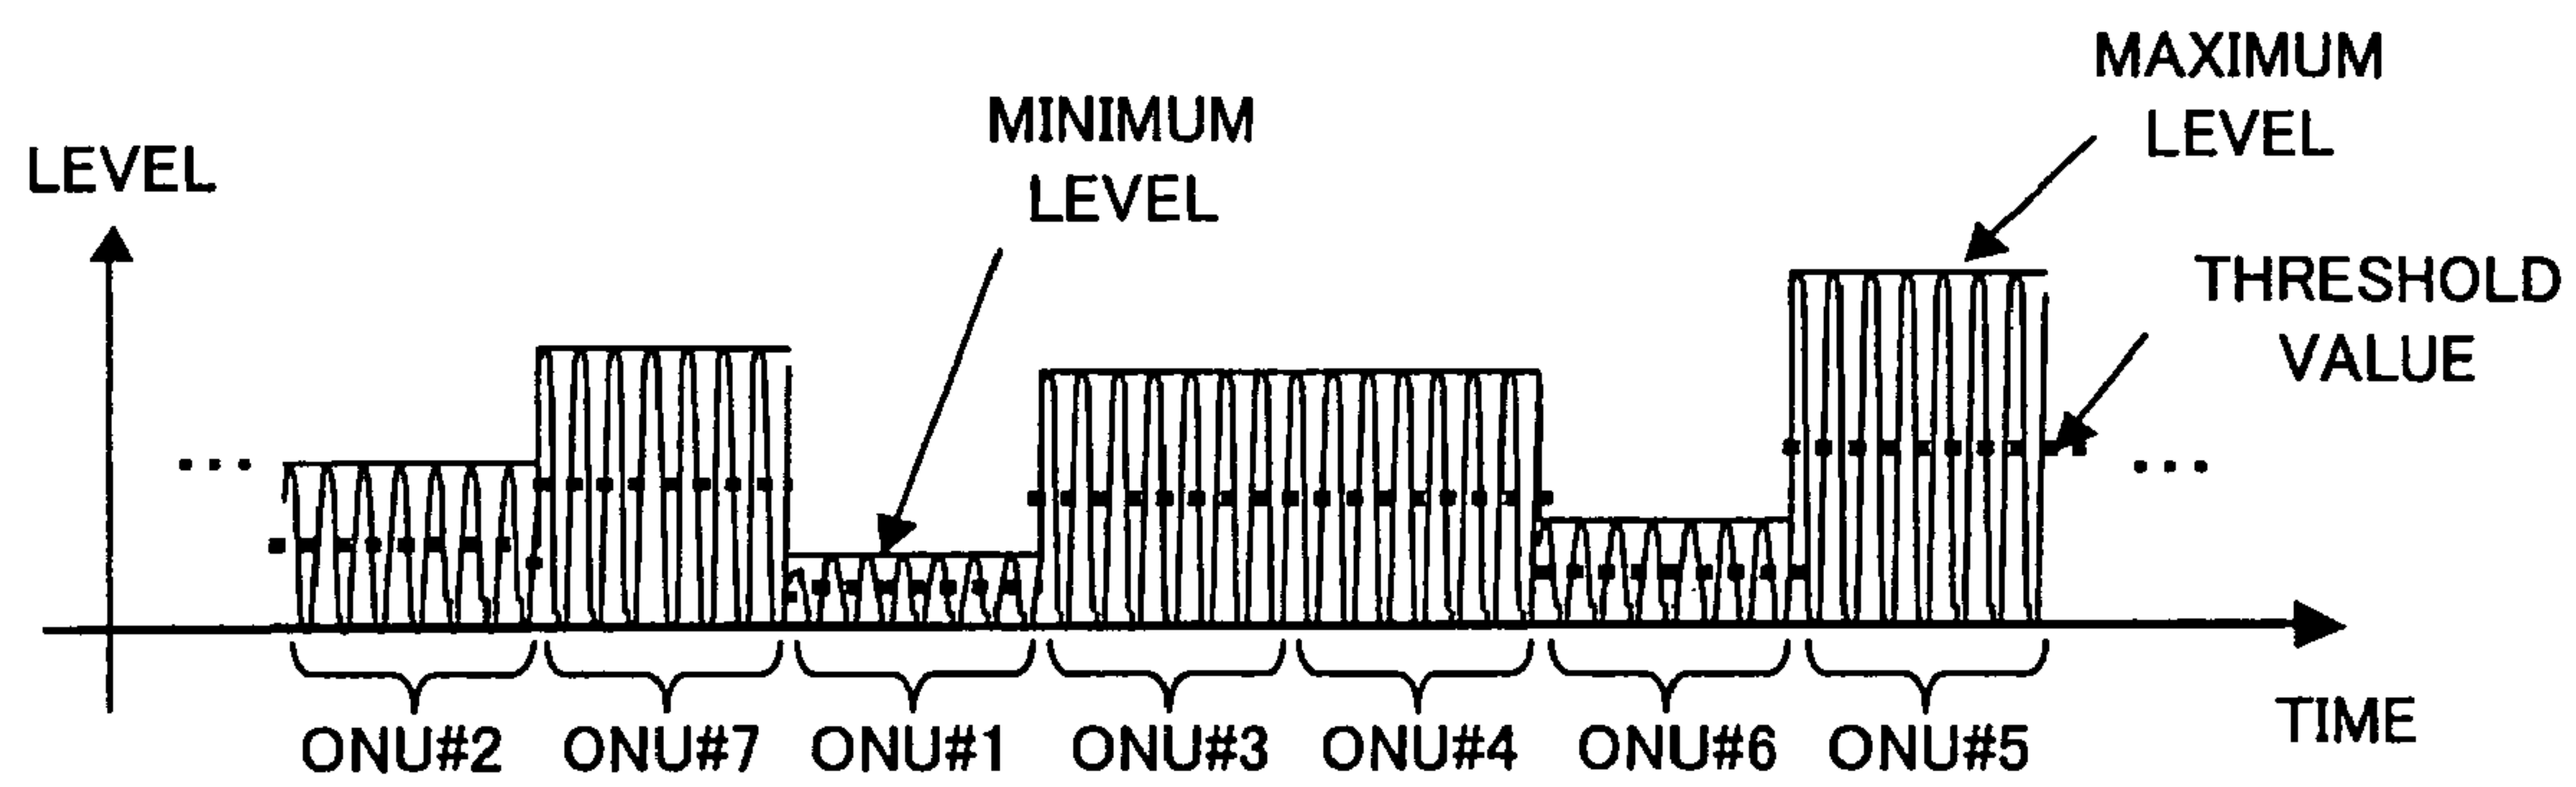 MAXIMUM
LEVEL
MINIMUM
LEVEL
LEVEL
THRESHOLD
VALUE
... ...
ONU#2 ONU#7 ONU#1 ONU#3 ONU#4 ONU#6 ONU#5
TIME